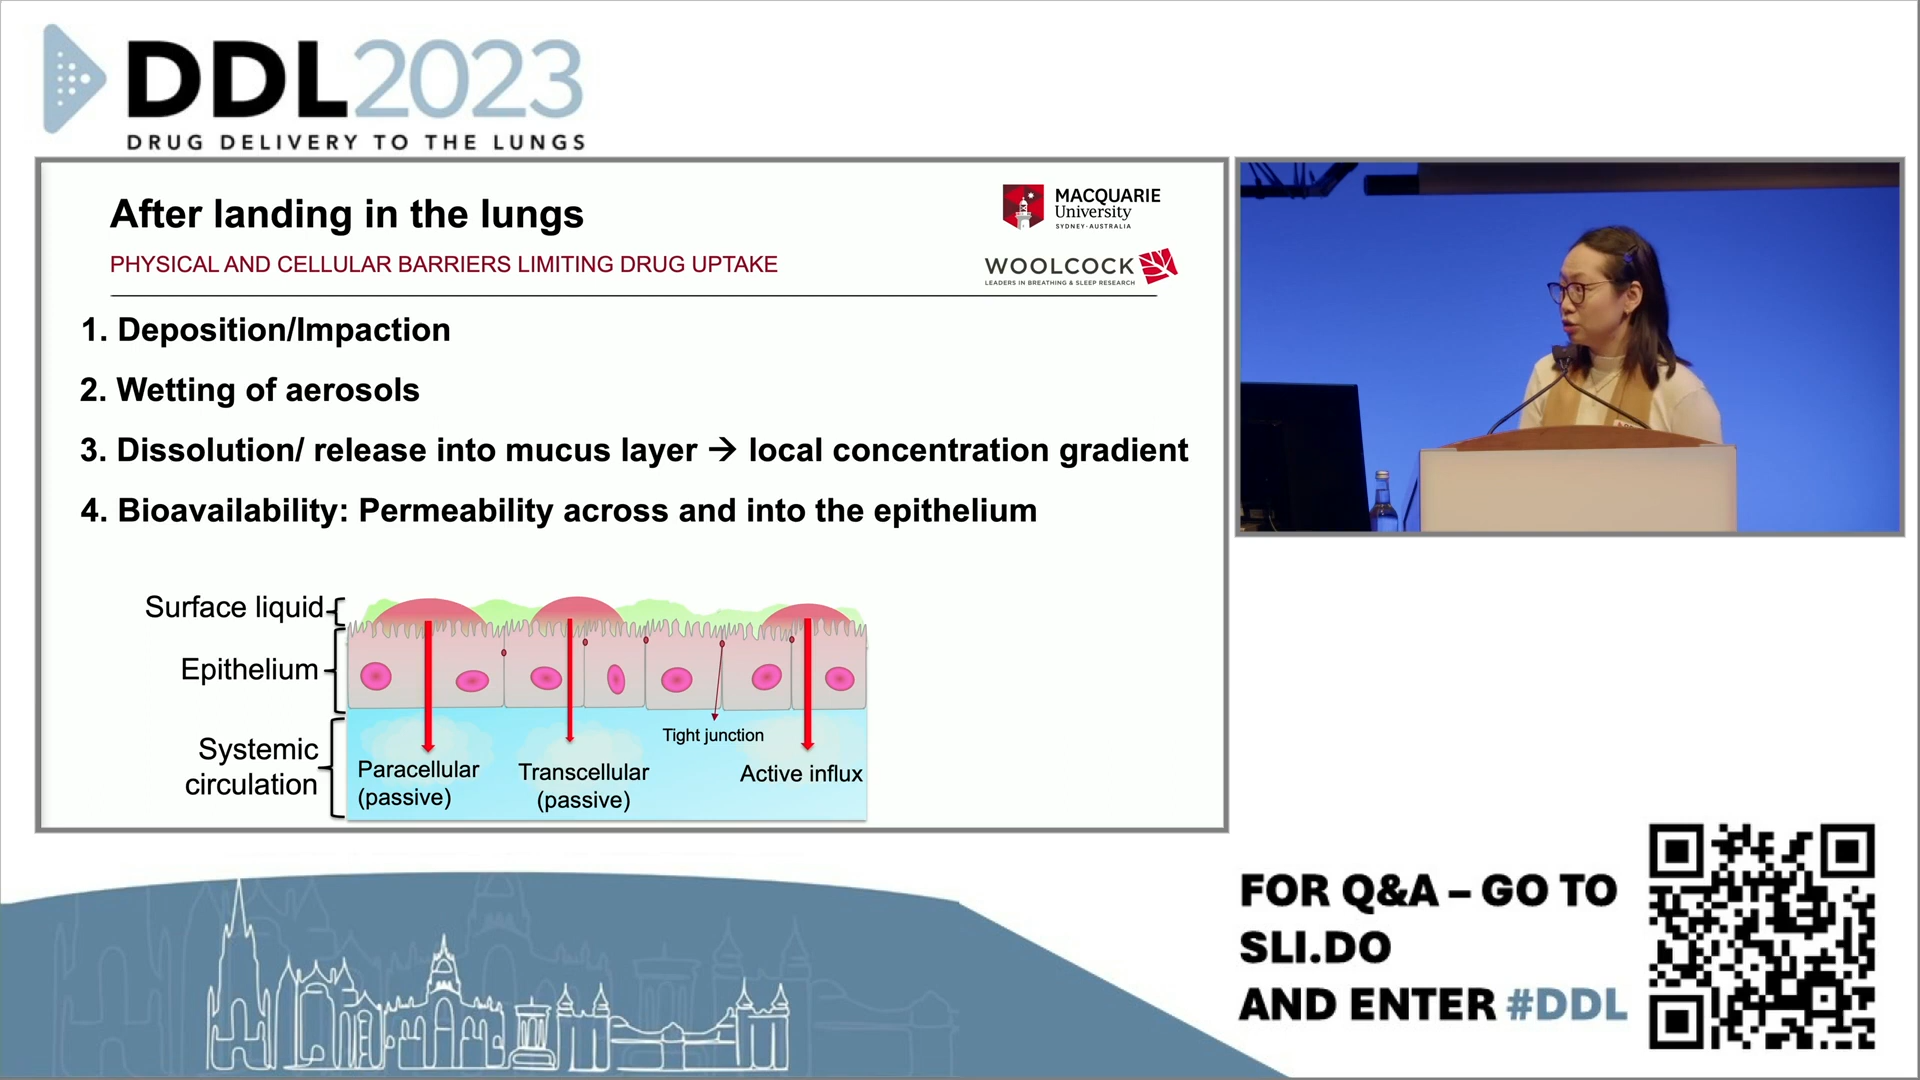 DDL2023
DRUG DELIVERY TO THE LUNGS
After landing in the lungs
PHYSICAL AND CELLULAR BARRIERS LIMITING DRUG UPTAKE
MACQUARIE
University
SYDNEY·AUSTRALIA
WOOLCOCK
LEADERS IN BREATHING & SLEEP RESEARCH
1. Deposition/Impaction
2. Wetting of aerosols
3. Dissolution/ release into mucus layer → local concentration gradient
4. Bioavailability: Permeability across and into the epithelium
Surface liquid
Epithelium
Systemic
circulation
Tight junction
Paracellular
(passive)
Transcellular
(passive)
Active influx
FOR Q&A – GO TO
SLI.DO
AND ENTER #DDL